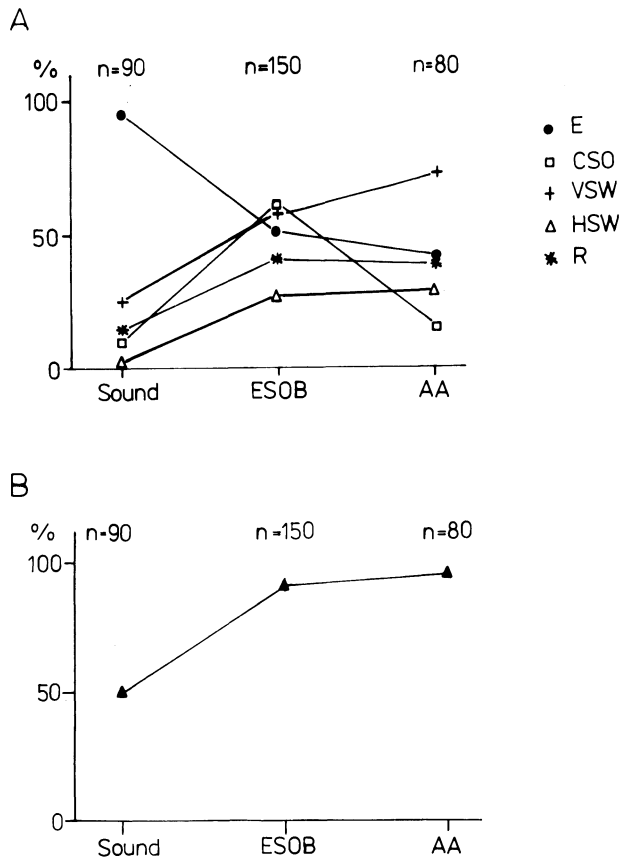 A
% n=90 n=150 n=80
100
50
0
Sound ESOB AA
E
CSO
VSW
HSW
R
B
% n=90 n=150 n=80
100
50
0
Sound ESOB AA